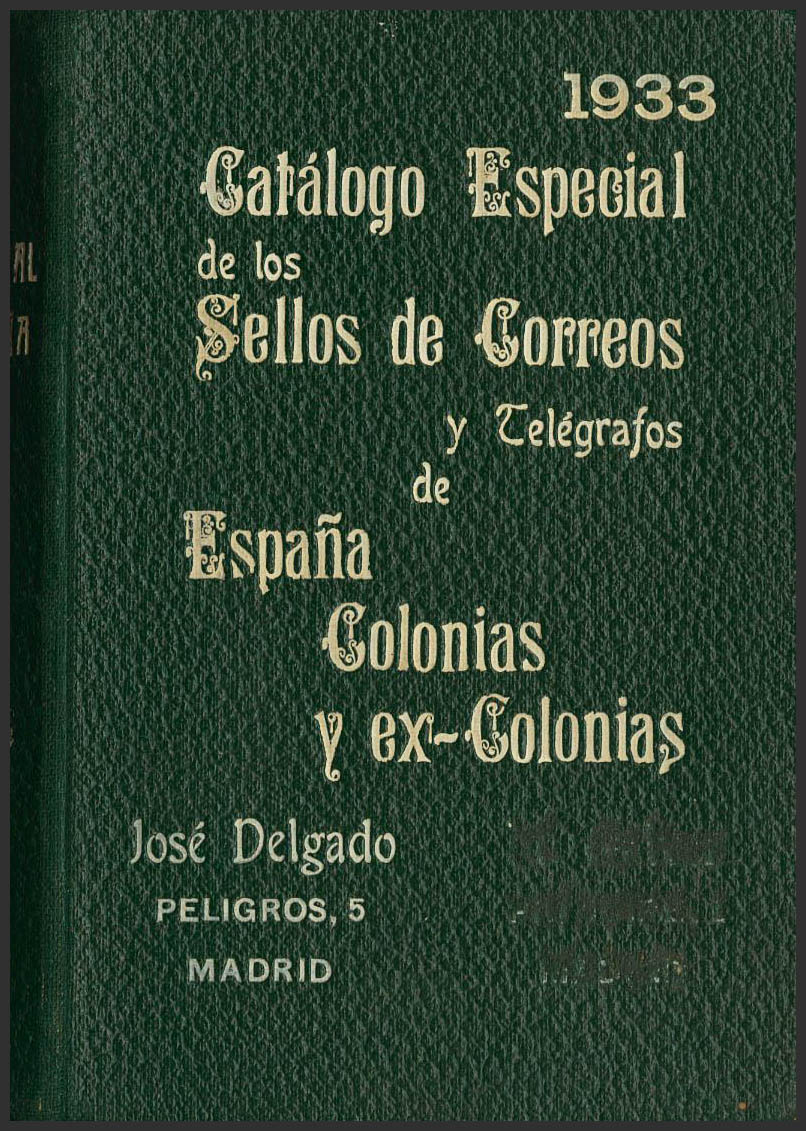 1933
Catálogo Especial
de los
Sellos de Correos
y Telégrafos
de
España
Colonias
y ex-Colonias
José Delgado
PELIGROS, 5
MADRID